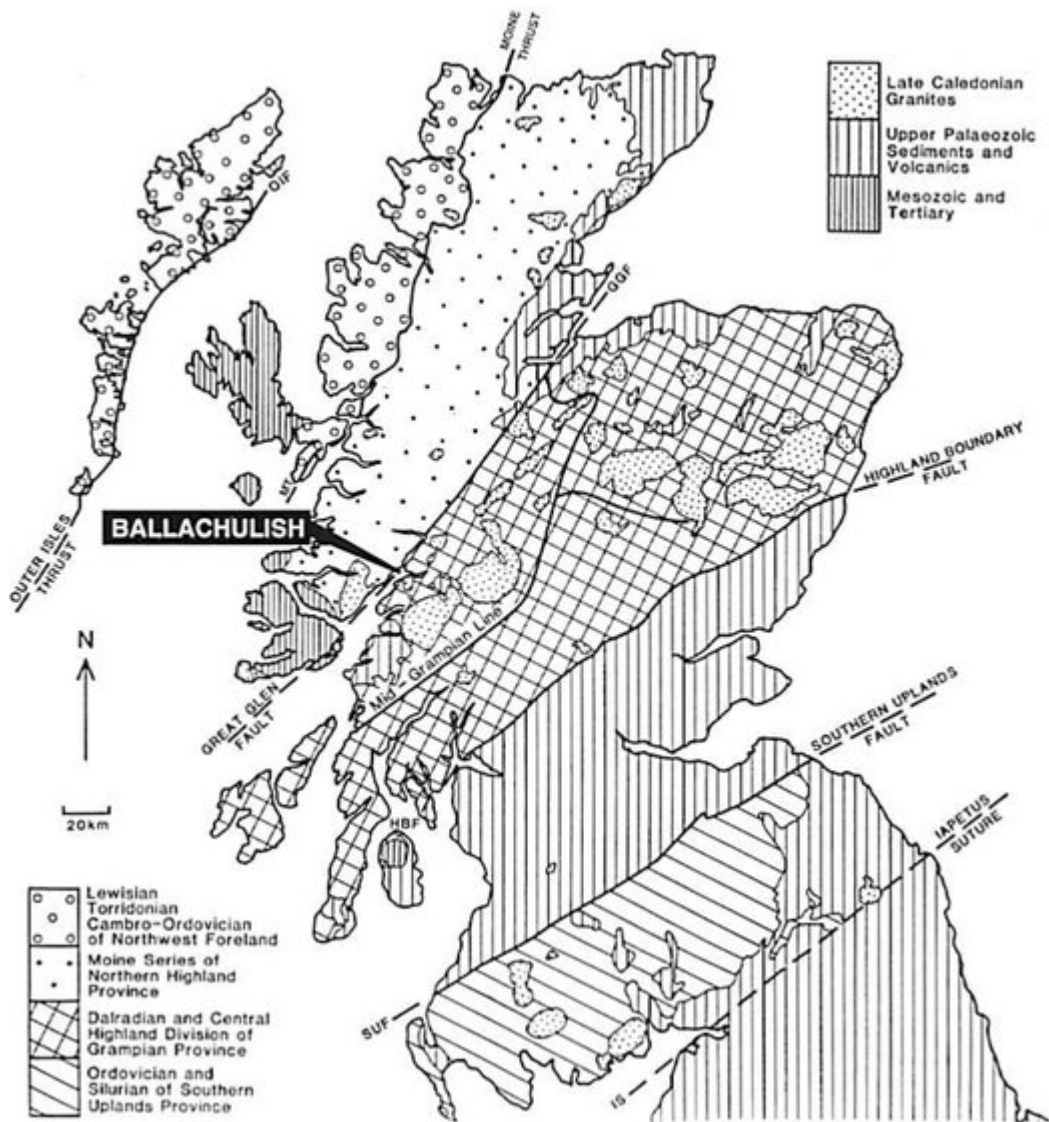 MOINE
THRUST
Late Caledonian
Granites
Upper Palaeozoic
Sediments and
Volcanics
Mesozoic and
Tertiary
OIF
GGF
HIGHLAND BOUNDARY
FAULT
MT
BALLACHULISH
OUTER ISLES
THRUST
N
Mid-Grampian Line
GREAT GLEN
FAULT
SOUTHERN UPLANDS
FAULT
20km
HBF
IAPETUS
SUTURE
Lewisian
Torridonian
Cambro-Ordovician
of Northwest Foreland
Moine Series of
Northern Highland
Province
Dalradian and Central
Highland Division of
Grampian Province
Ordovician and
Silurian of Southern
Uplands Province
SUF
IS